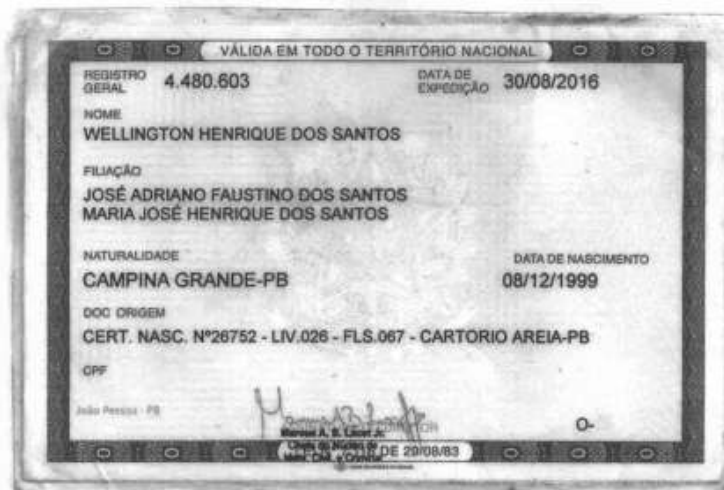 VÁLIDA EM TODO O TERRITÓRIO NACIONAL
REGISTRO GERAL 4.480.603 DATA DE EXPEDIÇÃO 30/08/2016
NOME
WELLINGTON HENRIQUE DOS SANTOS
FILIAÇÃO
JOSÉ ADRIANO FAUSTINO DOS SANTOS
MARIA JOSÉ HENRIQUE DOS SANTOS
NATURALIDADE DATA DE NASCIMENTO
CAMPINA GRANDE-PB 08/12/1999
DOC ORIGEM
CERT. NASC. Nº26752 - LIV.026 - FLS.067 - CARTORIO AREIA-PB
CPF
João Pessoa - PB
O-
DE 29/08/83